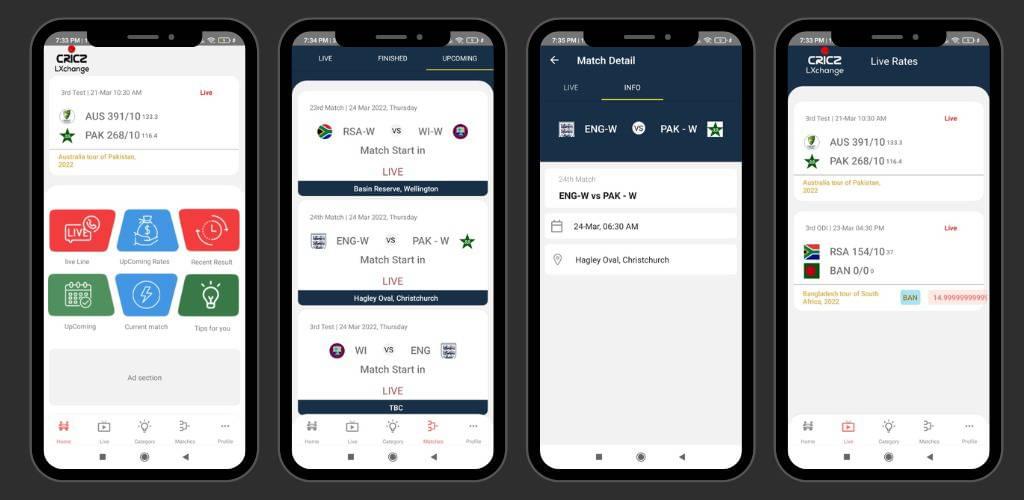 7:33 PM | 1
CRICZ
LXchange
3rd Test | 21-Mar 10:30 AM
Live
AUS 391/10 133.3
PAK 268/10 116.4
Australia tour of Pakistan,
2022
LIVE
live Line
UpComing Rates
Recent Result
UpComing
Current match
Tips for you
Ad section
Home
Live
Category
Matches
Profile
7:34 PM | 3
LIVE
FINISHED
UPCOMING
23rd Match | 24 Mar 2022, Thursday
RSA-W
VS
WI-W
Match Start in
LIVE
Basin Reserve, Wellington
24th Match | 24 Mar 2022, Thursday
ENG-W
VS
PAK - W
Match Start in
LIVE
Hagley Oval, Christchurch
3rd Test | 24 Mar 2022, Thursday
WI
VS
ENG
Match Start in
LIVE
TBC
Home
Live
Category
Matches
Profile
7:35 PM | 1
Match Detail
LIVE
INFO
ENG-W
VS
PAK - W
24th Match
ENG-W vs PAK - W
24-Mar, 06:30 AM
Hagley Oval, Christchurch
7:33 PM | 1
CRICZ
LXchange
Live Rates
3rd Test | 21-Mar 10:30 AM
Live
AUS 391/10 133.3
PAK 268/10 116.4
Australia tour of Pakistan,
2022
3rd ODI | 23-Mar 04:30 PM
Live
RSA 154/10 37
BAN 0/0 0
Bangladesh tour of South
Africa, 2022
BAN
14.9999999999
Home
Live
Category
Matches
Profile